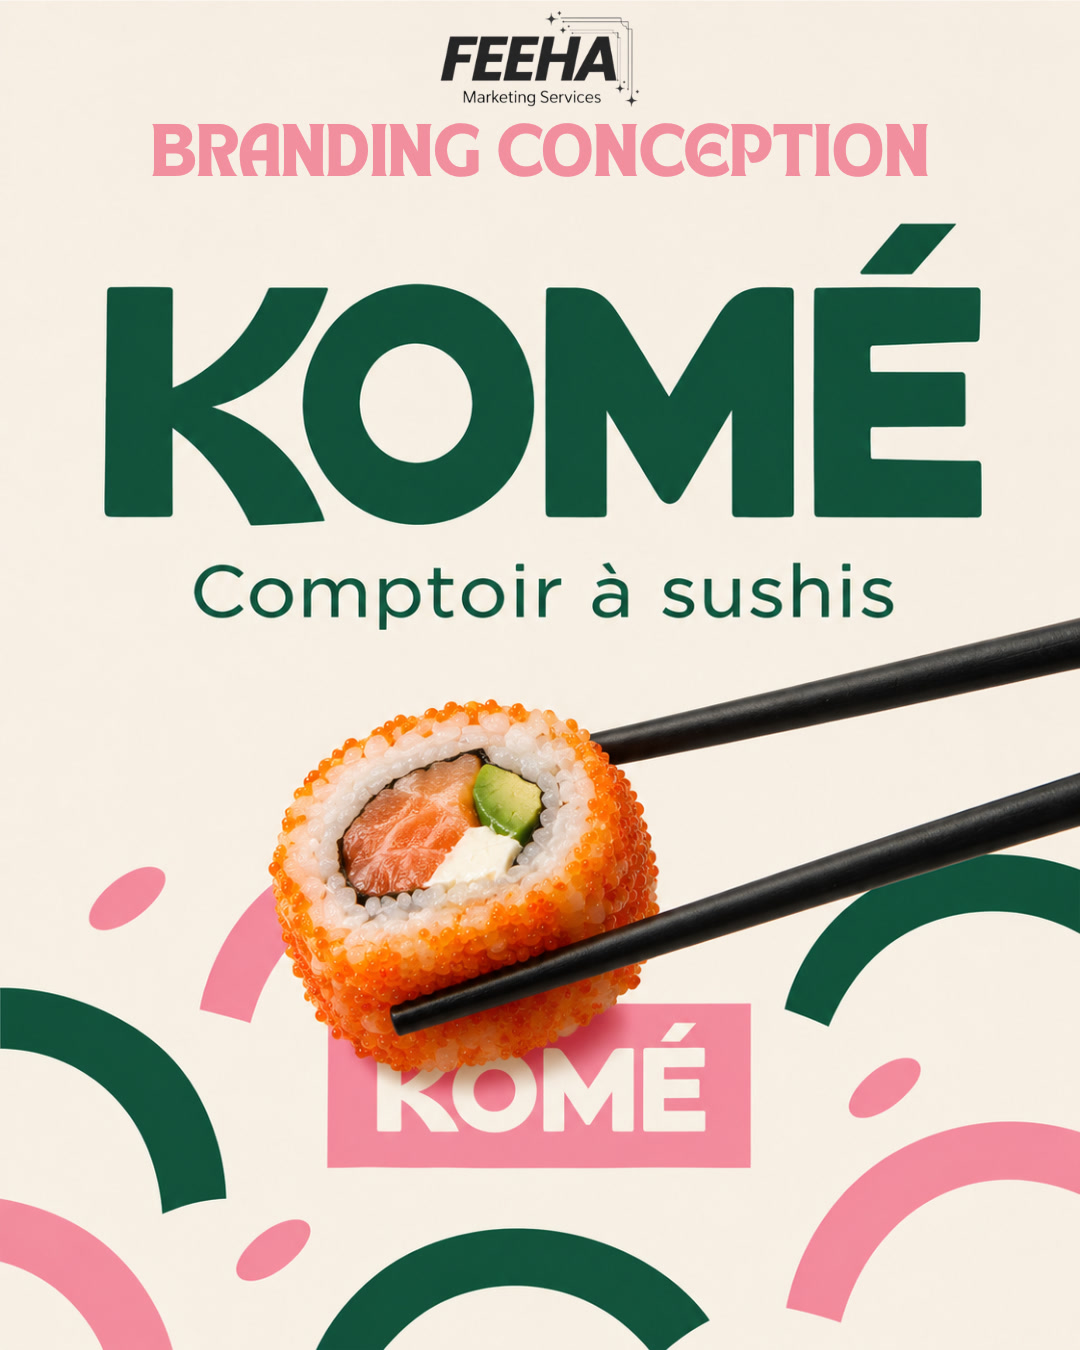 FEEHA
Marketing Services
BRANDING CONCEPTION
KOMÉ
Comptoir à sushis
KOMÉ